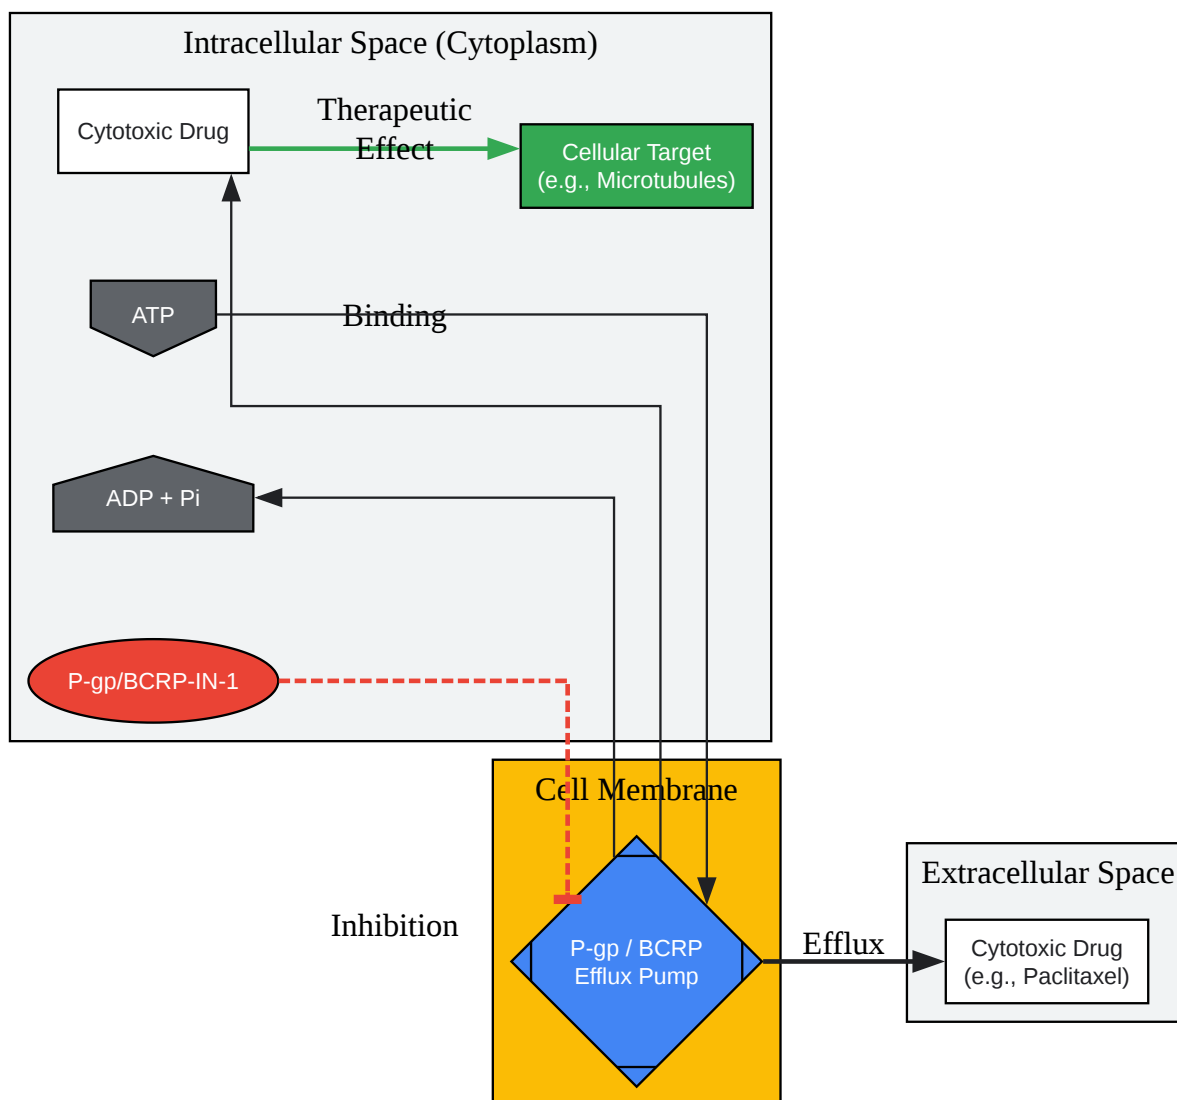 Intracellular Space (Cytoplasm)
Cytotoxic Drug
Therapeutic
Effect
Cellular Target
(e.g., Microtubules)
ATP
Binding
ADP + Pi
P-gp/BCRP-IN-1
Cell Membrane
Inhibition
P-gp / BCRP
Efflux Pump
Efflux
Extracellular Space
Cytotoxic Drug
(e.g., Paclitaxel)